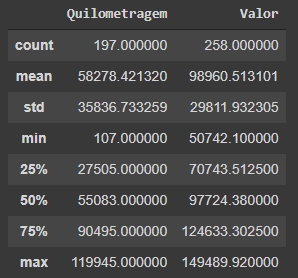 Quilometragem Valor
count 197.000000 258.000000
mean 58278.421320 98960.513101
std 35836.733259 29811.932305
min 107.000000 50742.100000
25% 27505.000000 70743.512500
50% 55083.000000 97724.380000
75% 90495.000000 124633.302500
max 119945.000000 149489.920000